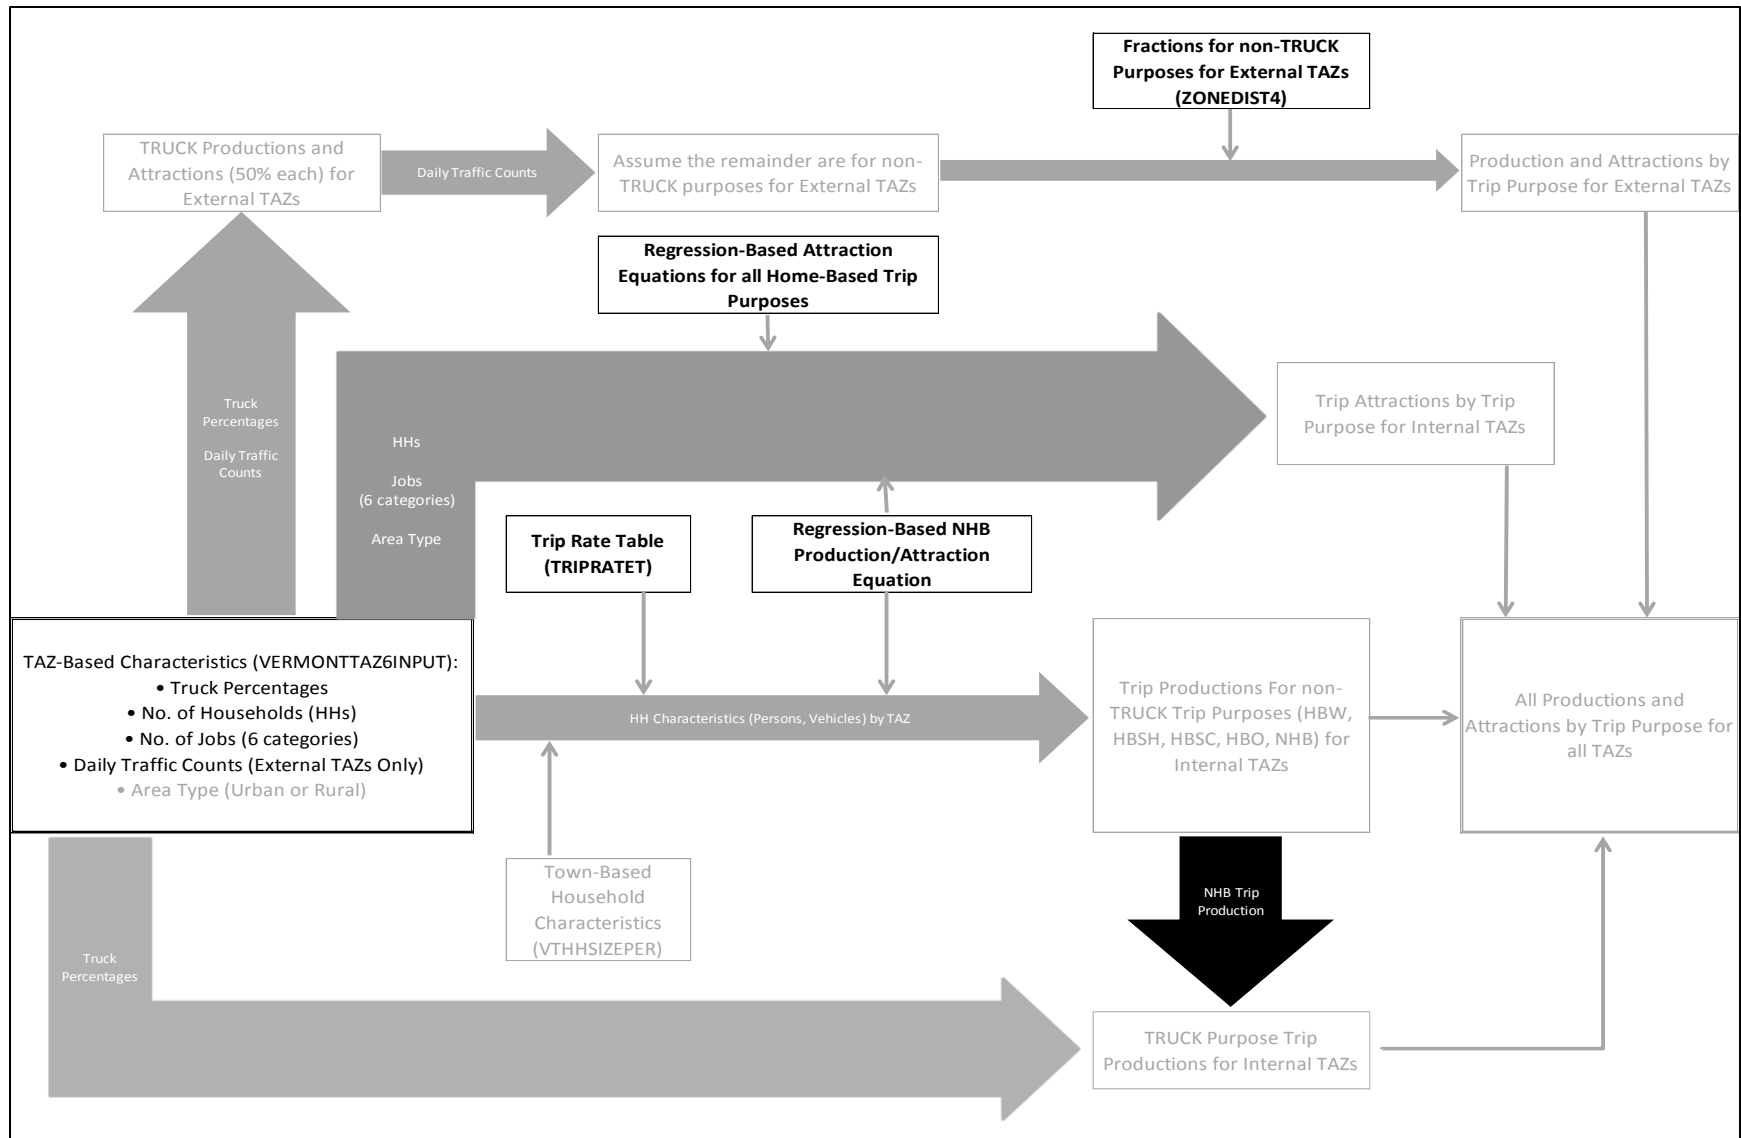 Fractions for non-TRUCK
Purposes for External TAZs
(ZONEDIST4)
TRUCK Productions and
Attractions (50% each) for
External TAZs
Daily Traffic Counts
Assume the remainder are for non-
TRUCK purposes for External TAZs
Production and Attractions by
Trip Purpose for External TAZs
Regression-Based Attraction
Equations for all Home-Based Trip
Purposes
Truck
Percentages
Daily Traffic
Counts
HHs
Jobs
(6 categories)
Area Type
Trip Attractions by Trip
Purpose for Internal TAZs
Trip Rate Table
(TRIPRATET)
Regression-Based NHB
Production/Attraction
Equation
TAZ-Based Characteristics (VERMONTTAZ6INPUT):
• Truck Percentages
• No. of Households (HHs)
• No. of Jobs (6 categories)
• Daily Traffic Counts (External TAZs Only)
• Area Type (Urban or Rural)
HH Characteristics (Persons, Vehicles) by TAZ
Trip Productions For non-
TRUCK Trip Purposes (HBW,
HBSH, HBSC, HBO, NHB) for
Internal TAZs
All Productions and
Attractions by Trip Purpose for
all TAZs
Town-Based
Household
Characteristics
(VTHHSIZEPER)
NHB Trip
Production
Truck
Percentages
TRUCK Purpose Trip
Productions for Internal TAZs